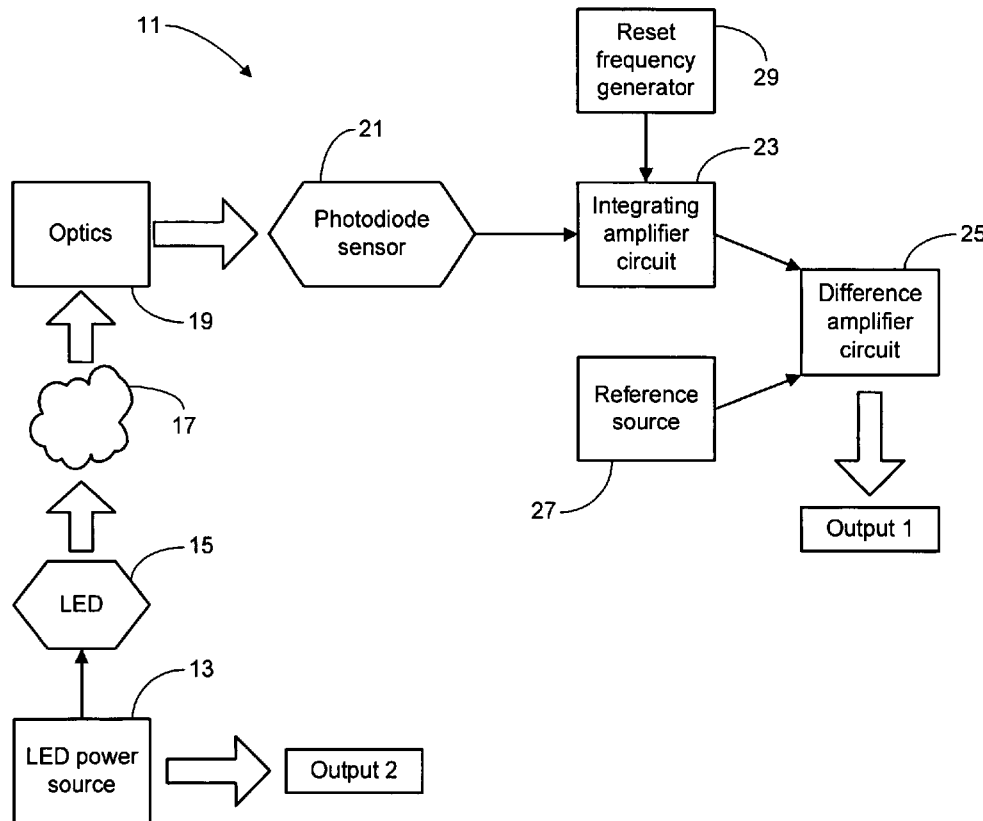 11
Reset
frequency
generator
29
21
23
Optics
Photodiode
sensor
Integrating
amplifier
circuit
25
19
Difference
amplifier
circuit
17
Reference
source
27
Output 1
15
LED
13
LED power
source
Output 2